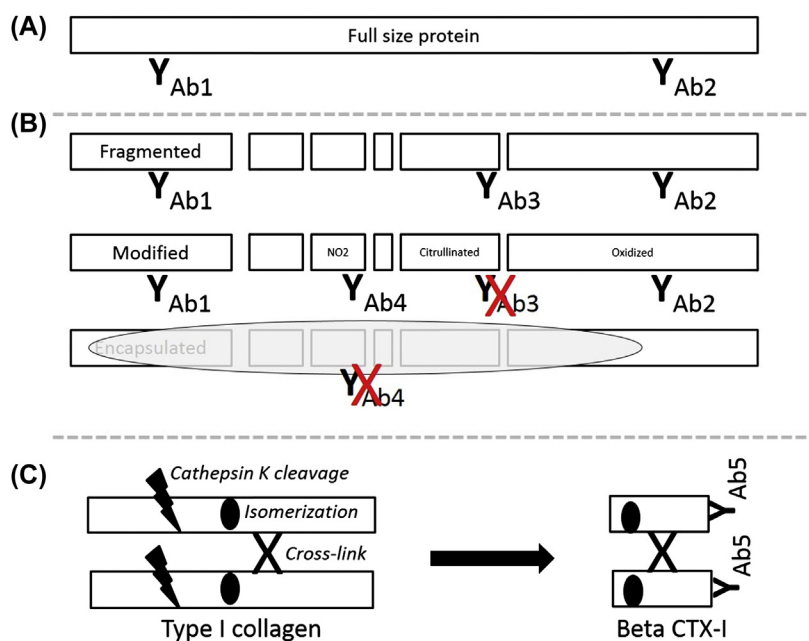 (A)
Full size protein
Ab1
Ab2
(B)
Fragmented
Ab1
Ab3
Ab2
Modified
NO2
Citrullinated
Oxidized
Ab1
Ab4
Ab3
Ab2
Encapsulated
Ab4
(C)
Cathepsin K cleavage
Isomerization
Cross-link
Type I collagen
Ab5
Ab5
Beta CTX-I